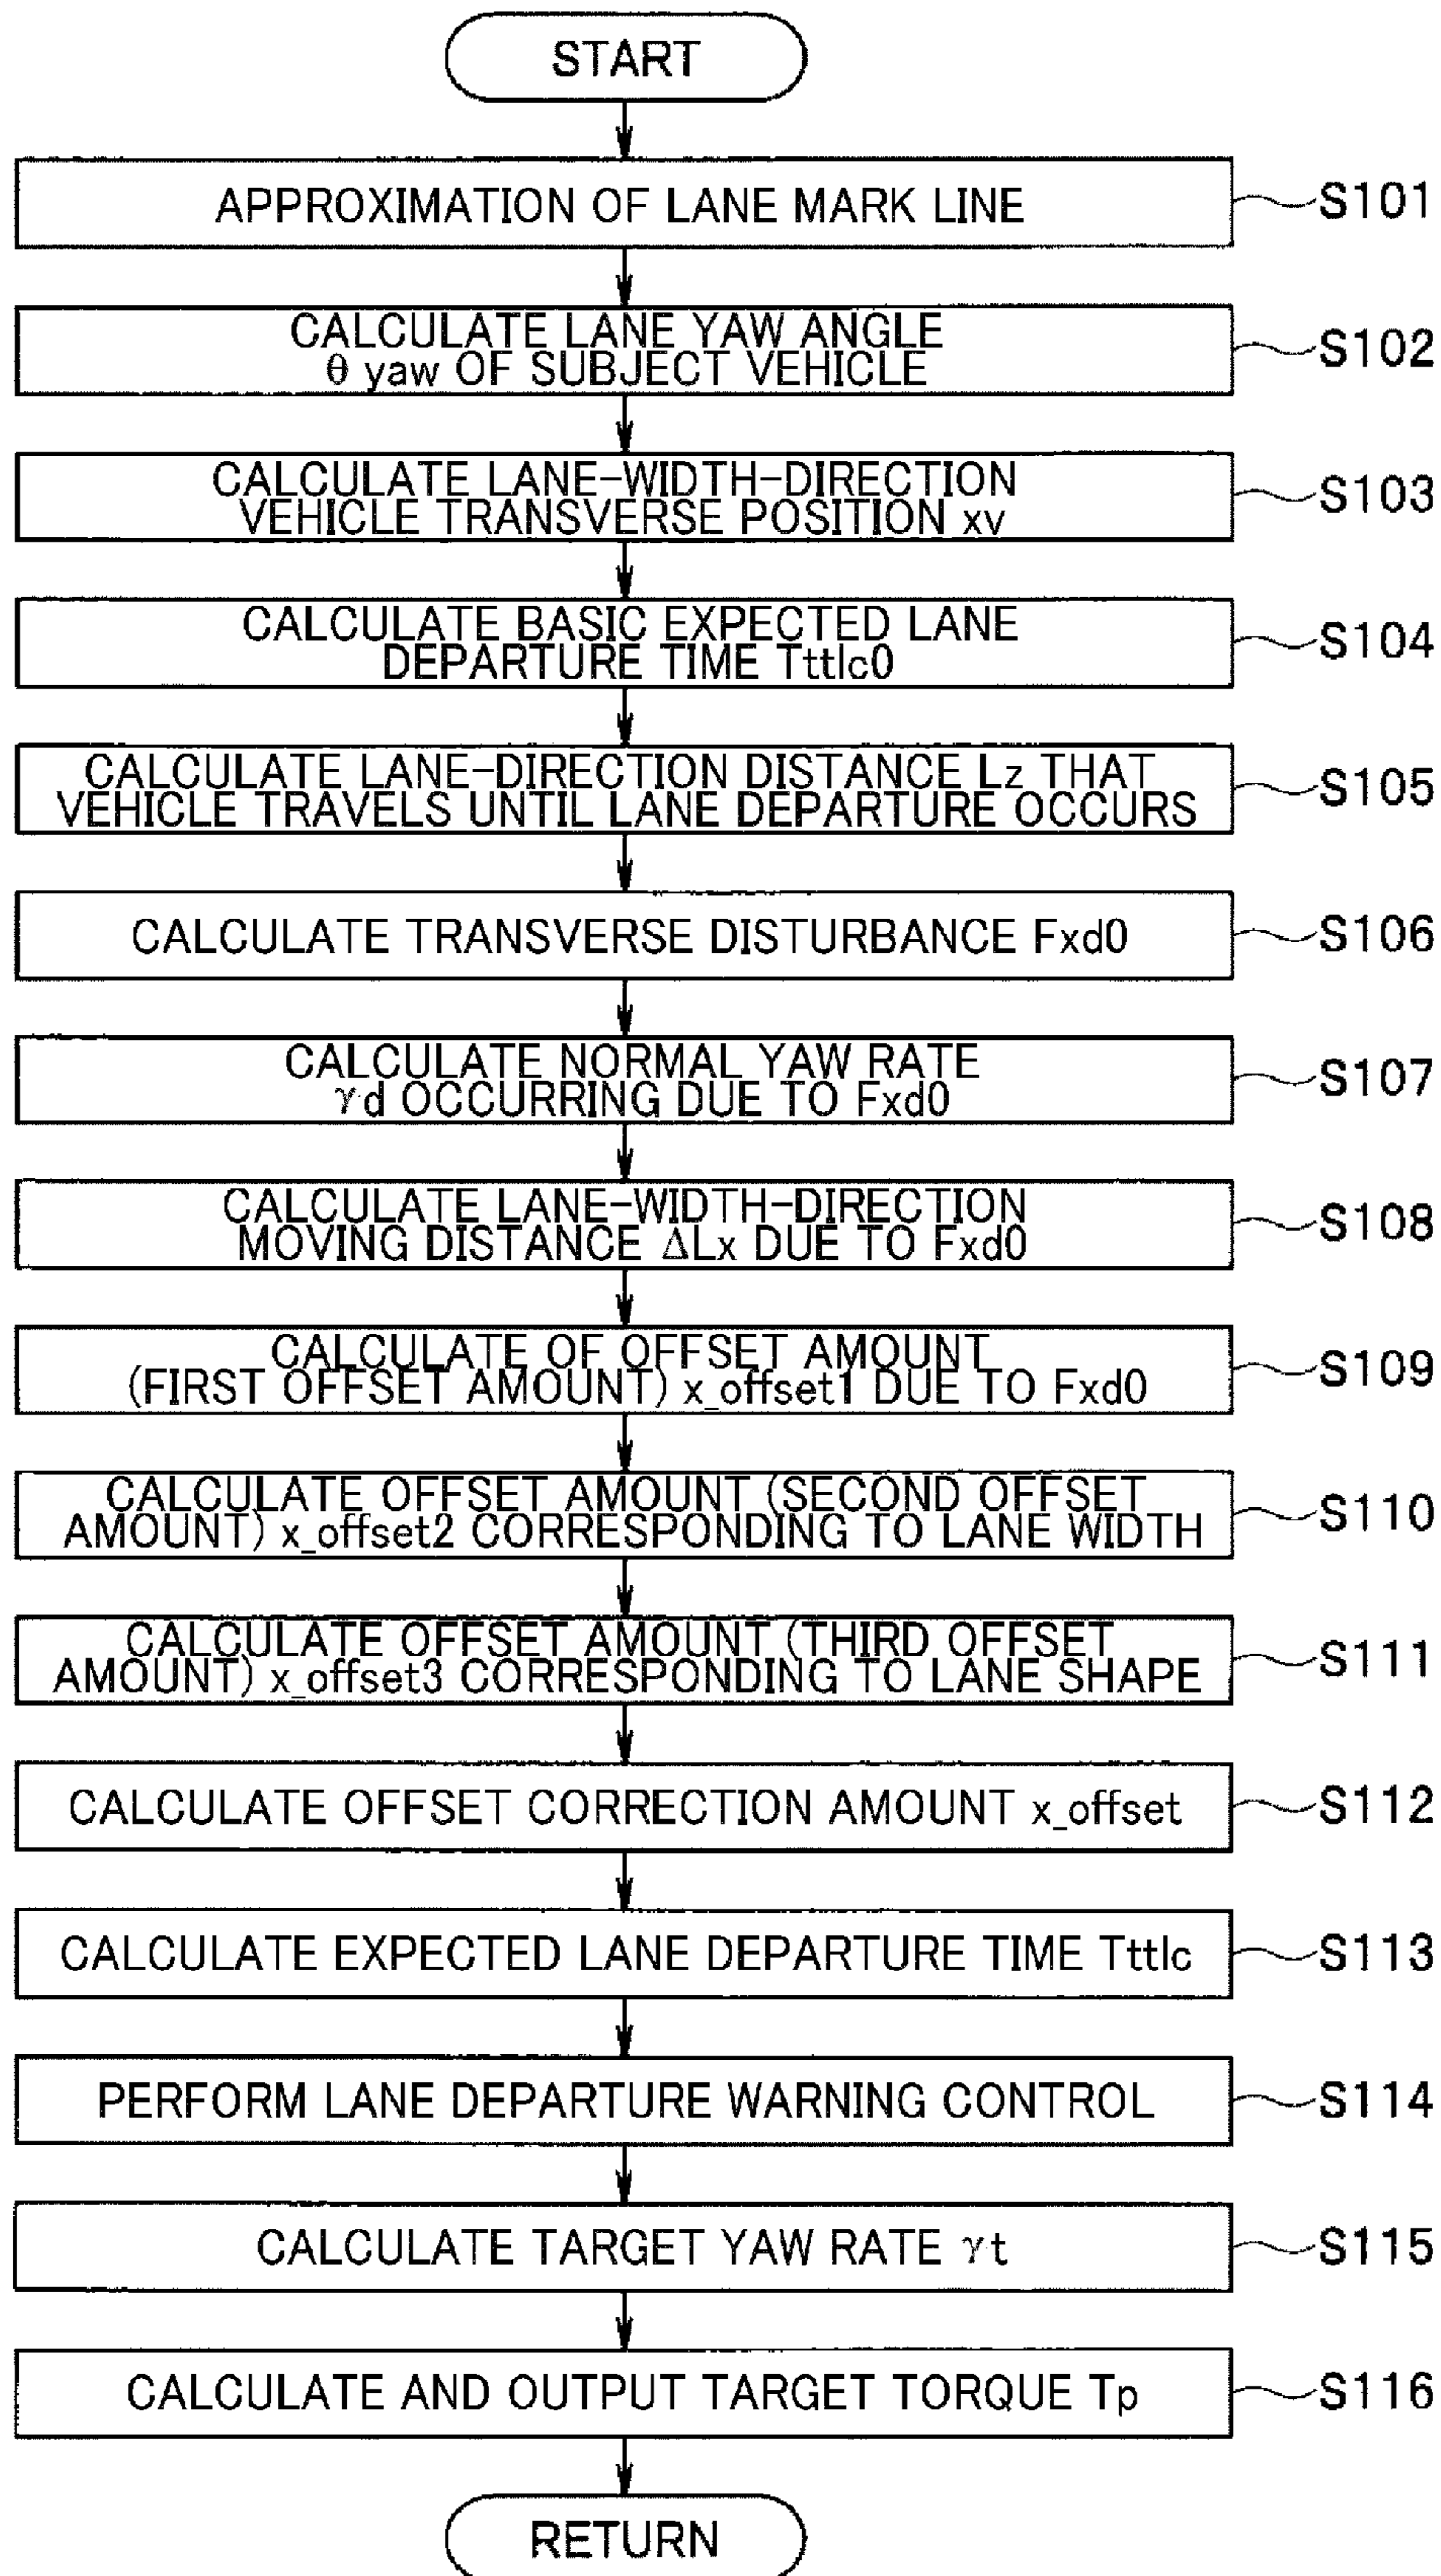 START
APPROXIMATION OF LANE MARK LINE
S101
CALCULATE LANE YAW ANGLE
θ yaw OF SUBJECT VEHICLE
S102
CALCULATE LANE-WIDTH-DIRECTION
VEHICLE TRANSVERSE POSITION xv
S103
CALCULATE BASIC EXPECTED LANE
DEPARTURE TIME Tttlc0
S104
CALCULATE LANE-DIRECTION DISTANCE Lz THAT
VEHICLE TRAVELS UNTIL LANE DEPARTURE OCCURS
S105
CALCULATE TRANSVERSE DISTURBANCE Fxd0
S106
CALCULATE NORMAL YAW RATE
γd OCCURRING DUE TO Fxd0
S107
CALCULATE LANE-WIDTH-DIRECTION
MOVING DISTANCE ΔLx DUE TO Fxd0
S108
CALCULATE OF OFFSET AMOUNT
(FIRST OFFSET AMOUNT) x_offset1 DUE TO Fxd0
S109
CALCULATE OFFSET AMOUNT (SECOND OFFSET
AMOUNT) x_offset2 CORRESPONDING TO LANE WIDTH
S110
CALCULATE OFFSET AMOUNT (THIRD OFFSET
AMOUNT) x_offset3 CORRESPONDING TO LANE SHAPE
S111
CALCULATE OFFSET CORRECTION AMOUNT x_offset
S112
CALCULATE EXPECTED LANE DEPARTURE TIME Tttlc
S113
PERFORM LANE DEPARTURE WARNING CONTROL
S114
CALCULATE TARGET YAW RATE γt
S115
CALCULATE AND OUTPUT TARGET TORQUE Tp
S116
RETURN